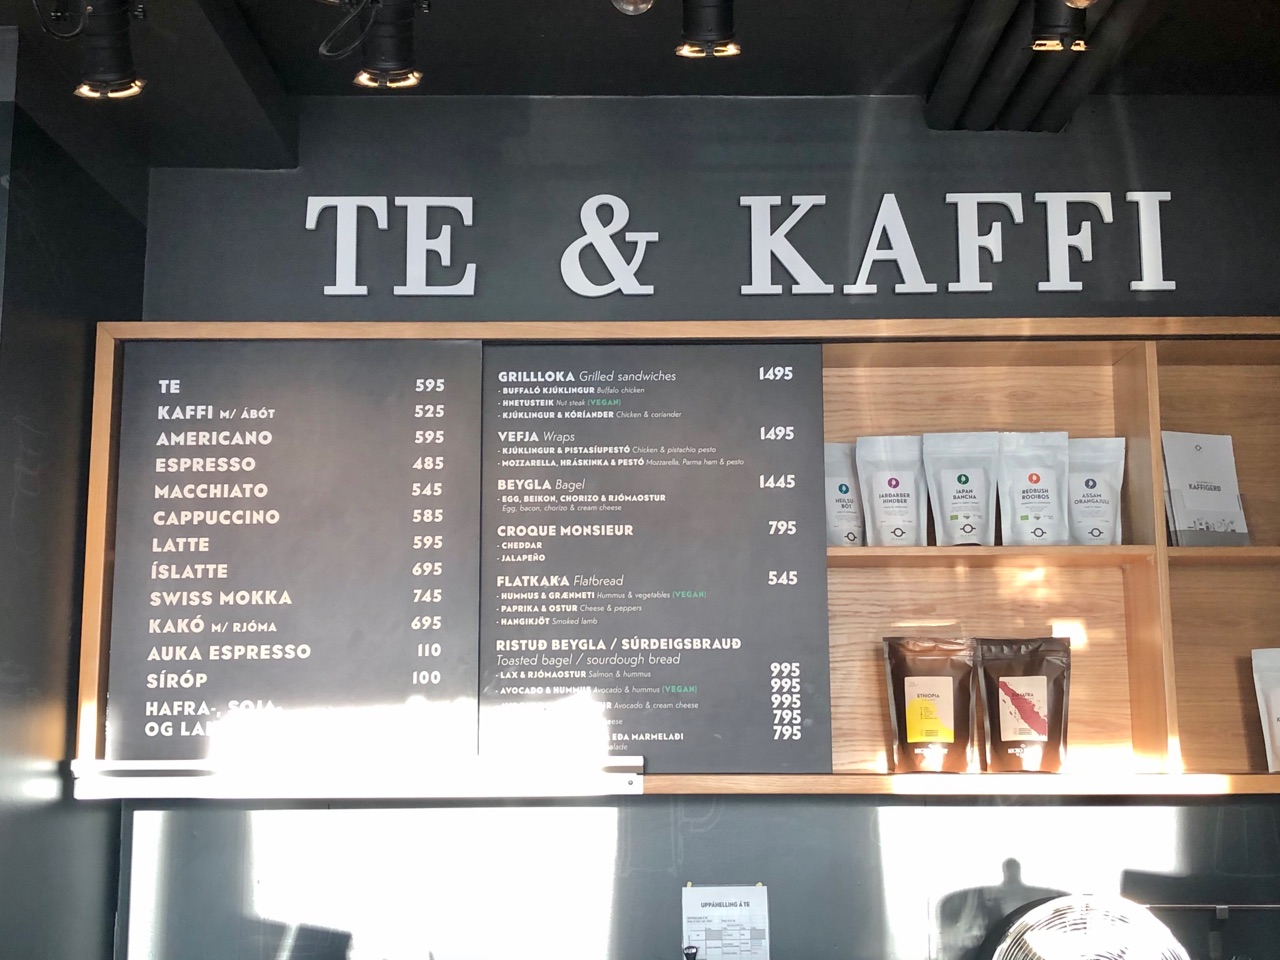 TE & KAFFI
TE 595
KAFFI M/ ÁBÓT 525
AMERICANO 595
ESPRESSO 485
MACCHIATO 545
CAPPUCCINO 585
LATTE 595
ÍSLATTE 695
SWISS MOKKA 745
KAKÓ M/ RJÓMA 695
AUKA ESPRESSO 110
SÍRÓP 100
HAFRA-, SOJA-
OG
GRILLLOKA Grilled sandwiches 1495
- BUFFALÓ KJÚKLINGUR Buffalo chicken
- HNETUSTEIK Nut steak (VEGAN)
- KJÚKLINGUR & KÓRÍANDER Chicken & coriander
VEFJA Wraps 1495
- KJÚKLINGUR & PISTASÍUPESTÓ Chicken & pistachio pesto
- MOZZARELLA, HRÁSKINKA & PESTÓ Mozzarella, Parma ham & pesto
BEYGLA Bagel 1445
- EGG, BEIKON, CHORIZO & RJÓMAOSTUR
Egg, bacon, chorizo & cream cheese
CROQUE MONSIEUR 795
- CHEDDAR
- JALAPEÑO
FLATKAKA Flatbread 545
- HUMMUS & GRÆNMETI Hummus & vegetables (VEGAN)
- PAPRIKA & OSTUR Cheese & peppers
- HANGIKJÖT Smoked lamb
RISTUÐ BEYGLA / SÚRDEIGSBRAUÐ
Toasted bagel / sourdough bread
- LAX & RJÓMAOSTUR Salmon & hummus 995
- AVOCADO & HUMMUS Avocado & hummus (VEGAN) 995
Avocado & cream cheese 995
795
EÐA MARMELAÐI 795
HEILSU
BÓT
JARÐARBER
HINDBER
JAPAN
BANCHA
REDBUSH
ROOIBOS
ASSAM
ORANGAJULI
KAFFIGERÐ
ETHIOPIA
SUMATRA
UPPÁHELLING Á TE